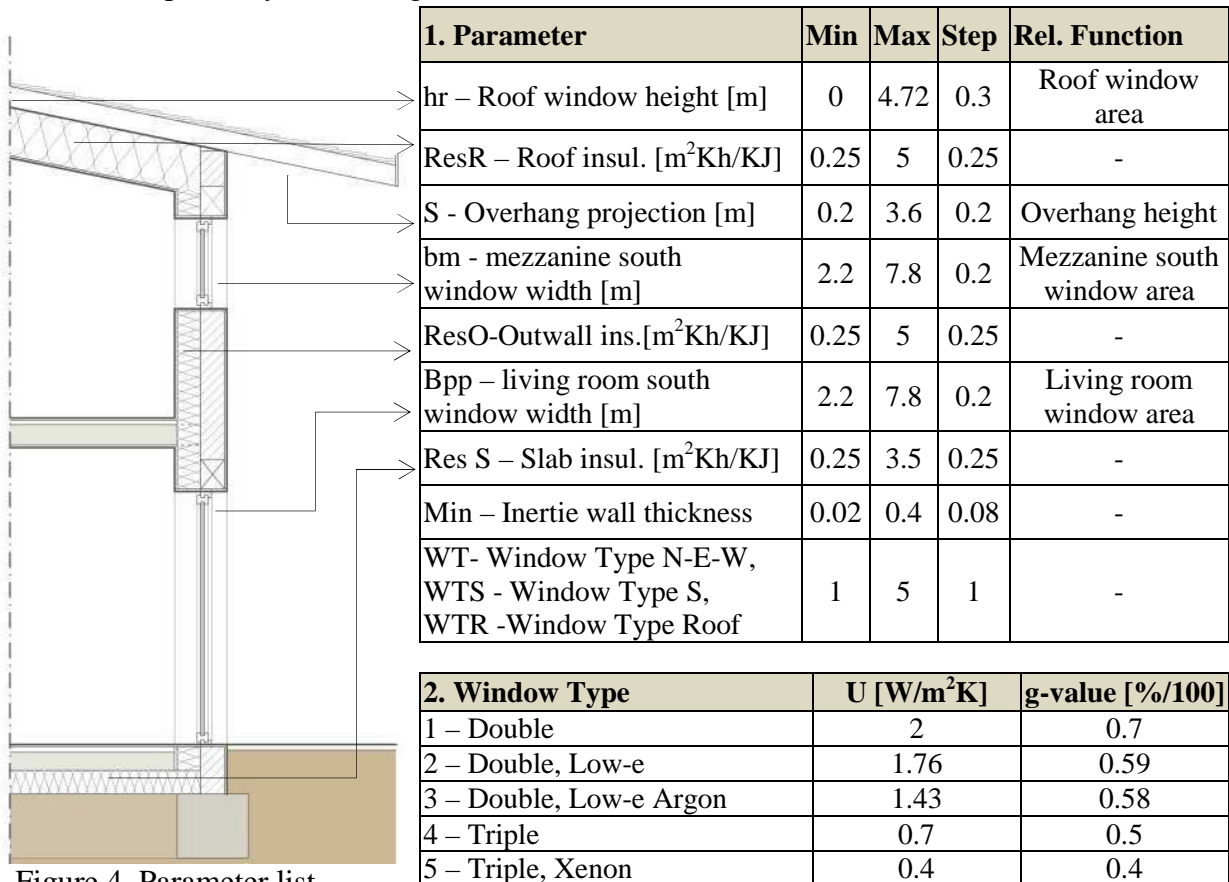 1. Parameter Min Max Step Rel. Function
hr – Roof window height [m] 0 4.72 0.3 Roof window
area
ResR – Roof insul. [m²Kh/KJ] 0.25 5 0.25 -
S - Overhang projection [m] 0.2 3.6 0.2 Overhang height
bm - mezzanine south
window width [m] 2.2 7.8 0.2 Mezzanine south
window area
ResO-Outwall ins.[m²Kh/KJ] 0.25 5 0.25 -
Bpp – living room south
window width [m] 2.2 7.8 0.2 Living room
window area
Res S – Slab insul. [m²Kh/KJ] 0.25 3.5 0.25 -
Min – Inertie wall thickness 0.02 0.4 0.08 -
WT- Window Type N-E-W,
WTS - Window Type S, 1 5 1 -
WTR -Window Type Roof
2. Window Type U [W/m²K] g-value [%/100]
1 – Double 2 0.7
2 – Double, Low-e 1.76 0.59
3 – Double, Low-e Argon 1.43 0.58
4 – Triple 0.7 0.5
5 – Triple, Xenon 0.4 0.4
Figure 4. Parameter list